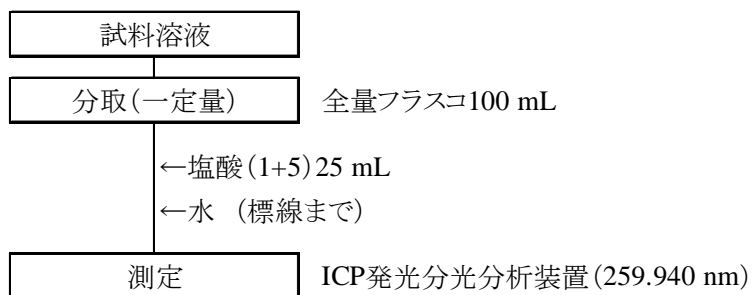 試料溶液
分取(一定量) 全量フラスコ100 mL
←塩酸(1+5)25 mL
←水 (標線まで)
測定 ICP発光分光分析装置(259.940 nm)